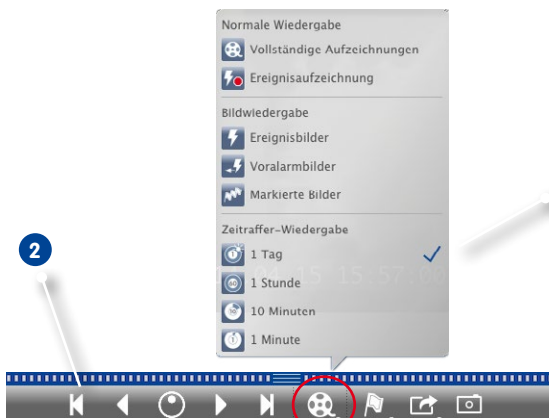 Normale Wiedergabe
Vollständige Aufzeichnungen
Ereignisaufzeichnung
Bildwiedergabe
Ereignisbilder
Voralarmbilder
Markierte Bilder
Zeitraffer-Wiedergabe
1 Tag
1 Stunde
10 Minuten
1 Minute
2